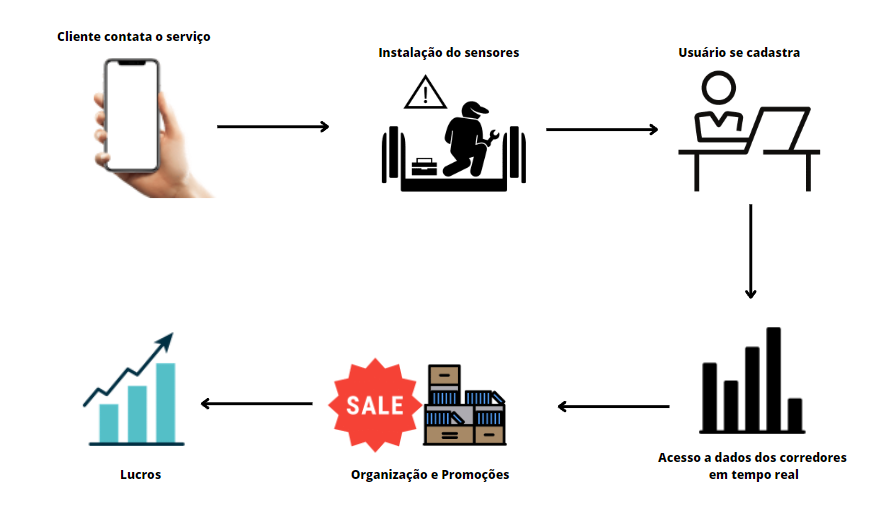 Cliente contata o serviço
Instalação do sensores
Usuário se cadastra
SALE
Lucros
Organização e Promoções
Acesso a dados dos corredores
em tempo real